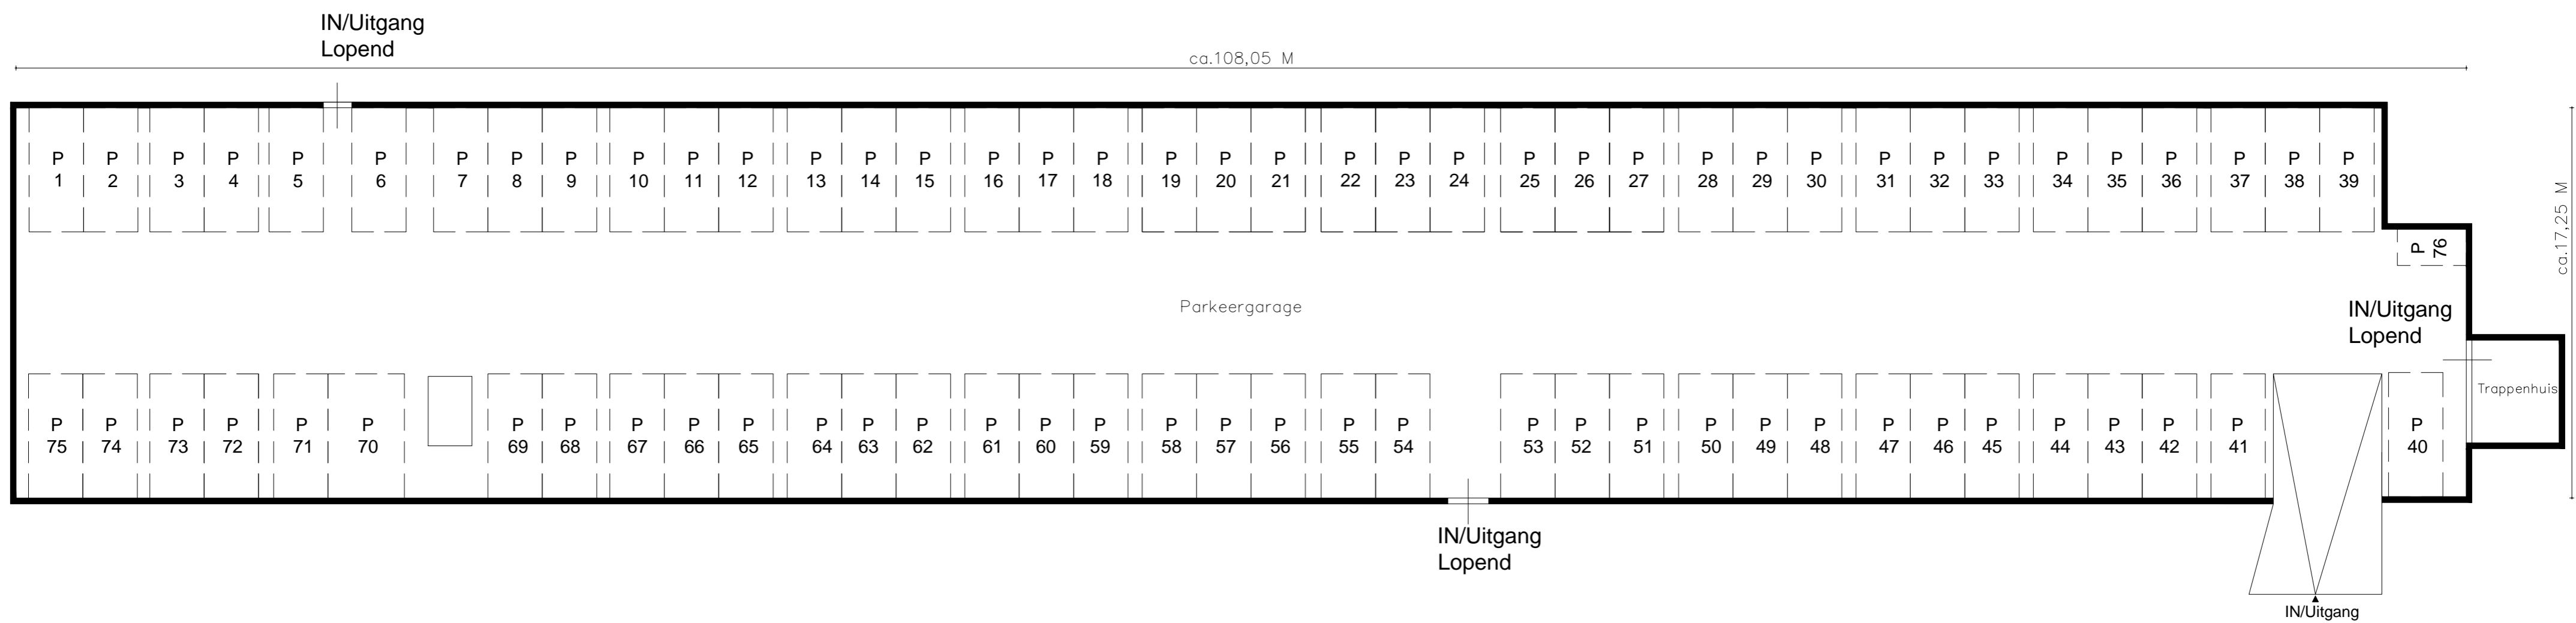 IN/Uitgang
Lopend
ca.108,05 M
P P P P P P P P P P P P P P P P P P P P P P P P P P P P P P P P P P P P P P P
1 2 3 4 5 6 7 8 9 10 11 12 13 14 15 16 17 18 19 20 21 22 23 24 25 26 27 28 29 30 31 32 33 34 35 36 37 38 39
ca.17,25 M
P
76
Parkeergarage
IN/Uitgang
Lopend
Trappenhuis
P P P P P P P P P P P P P P P P P P P P P P P P P P P P P P P P P P P P
75 74 73 72 71 70 69 68 67 66 65 64 63 62 61 60 59 58 57 56 55 54 53 52 51 50 49 48 47 46 45 44 43 42 41 40
IN/Uitgang
Lopend
IN/Uitgang